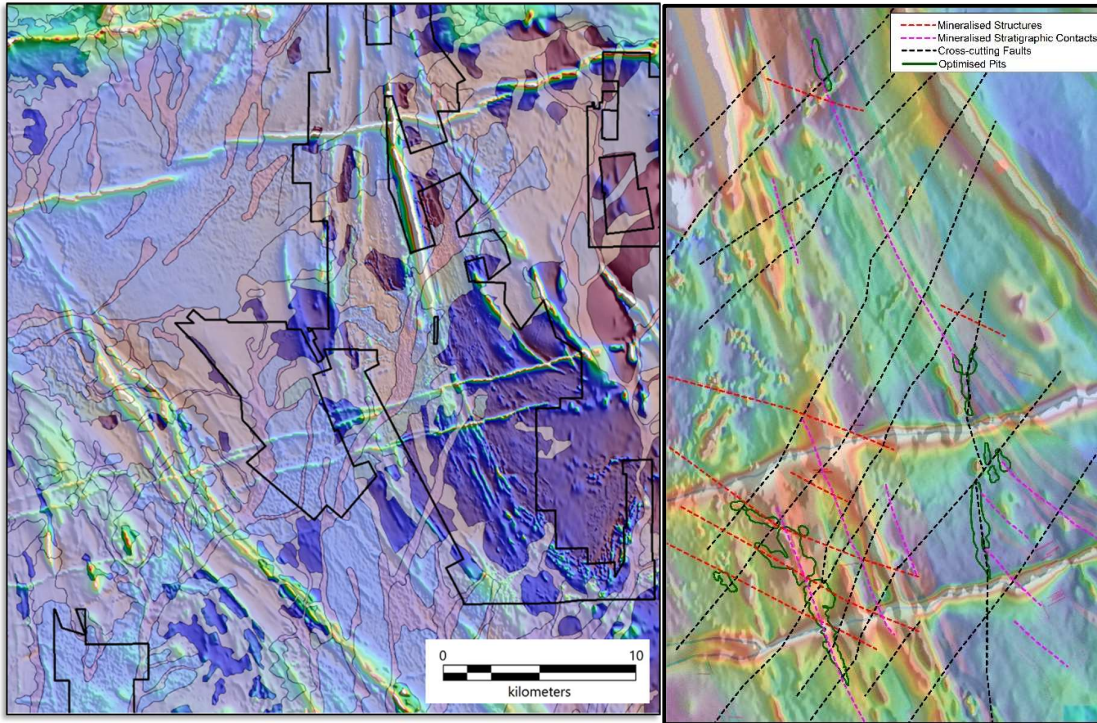 0 10
kilometers
Mineralised Structures
Mineralised Stratigraphic Contacts
Cross-cutting Faults
Optimised Pits